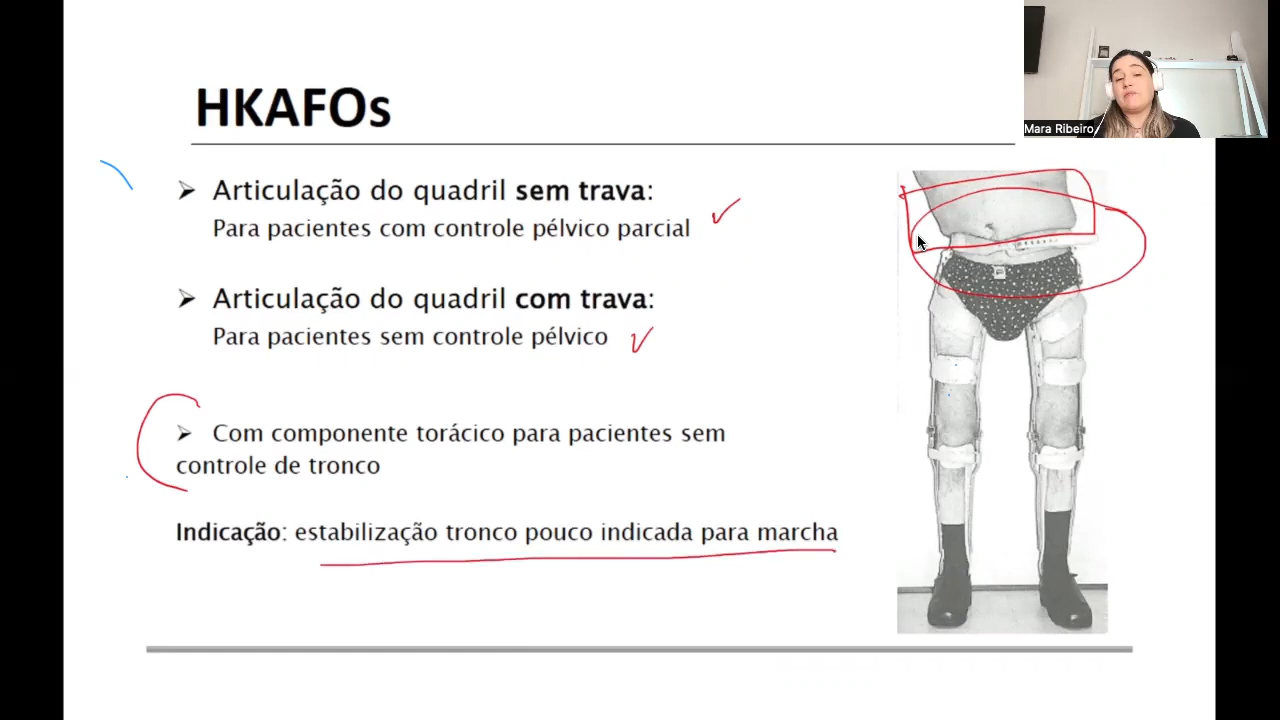 HKAFOs
Mara Ribeiro
➢ Articulação do quadril sem trava:
Para pacientes com controle pélvico parcial
➢ Articulação do quadril com trava:
Para pacientes sem controle pélvico
➢ Com componente torácico para pacientes sem
controle de tronco
Indicação: estabilização tronco pouco indicada para marcha